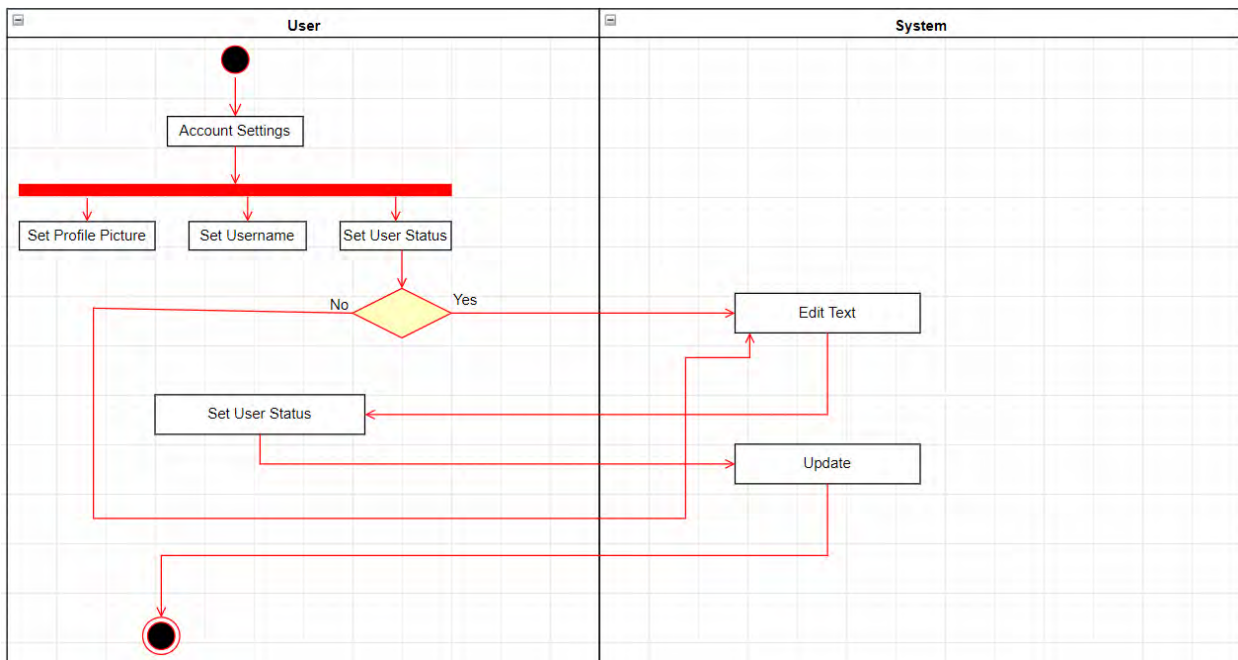 User
System
Account Settings
Set Profile Picture
Set Username
Set User Status
No
Yes
Edit Text
Set User Status
Update